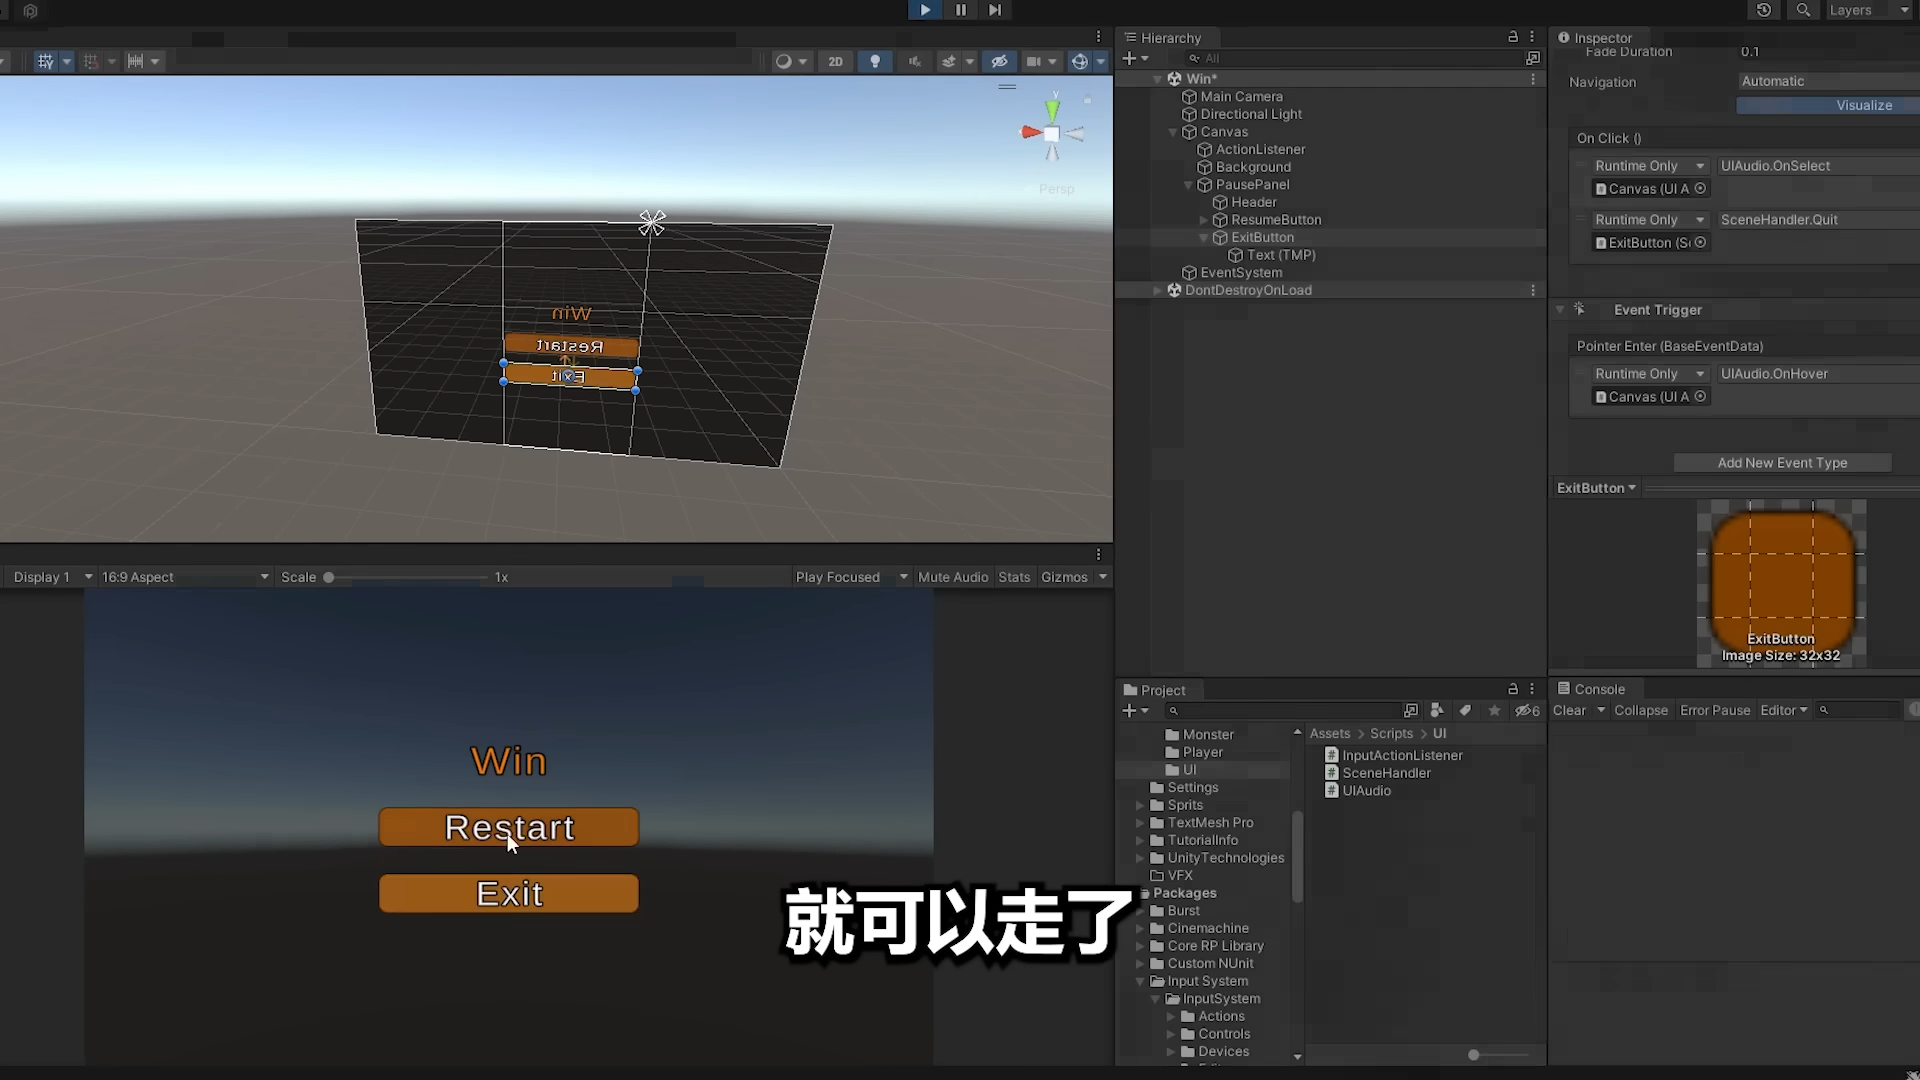 Layers
Hierarchy
Inspector
Fade Duration
0.1
2D
All
Win*
Main Camera
Directional Light
Canvas
ActionListener
Background
PausePanel
Header
ResumeButton
ExitButton
Text (TMP)
EventSystem
DontDestroyOnLoad
Navigation
Automatic
Visualize
On Click ()
Runtime Only
UIAudio.OnSelect
Canvas (UI A
Runtime Only
SceneHandler.Quit
ExitButton (Sc
Event Trigger
Pointer Enter (BaseEventData)
Runtime Only
UIAudio.OnHover
Canvas (UI A
Add New Event Type
ExitButton
ExitButton
Image Size: 32x32
y
Persp
Win
Restart
Exit
Display 1
16:9 Aspect
Scale
1x
Play Focused
Mute Audio
Stats
Gizmos
Win
Restart
Exit
就可以走了
Project
6
Monster
Player
UI
Settings
Sprits
TextMesh Pro
TutorialInfo
UnityTechnologies
VFX
Packages
Burst
Cinemachine
Core RP Library
Custom NUnit
Input System
InputSystem
Actions
Controls
Devices
Assets > Scripts > UI
InputActionListener
SceneHandler
UIAudio
Console
Clear
Collapse
Error Pause
Editor